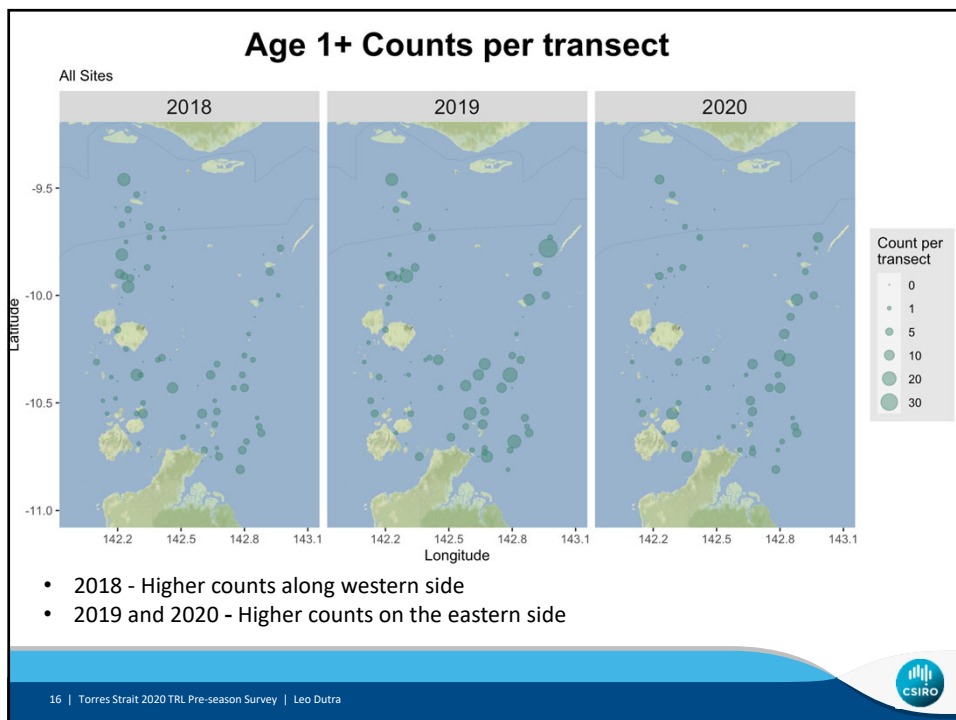 Age 1+ Counts per transect
All Sites
2018 2019 2020
-9.5
-10.0
-10.5
-11.0
Latitude
142.2 142.5 142.8 143.1 142.2 142.5 142.8 143.1 142.2 142.5 142.8 143.1
Longitude
Count per
transect
0
1
5
10
20
30
• 2018 - Higher counts along western side
• 2019 and 2020 - Higher counts on the eastern side
16 | Torres Strait 2020 TRL Pre-season Survey | Leo Dutra
CSIRO